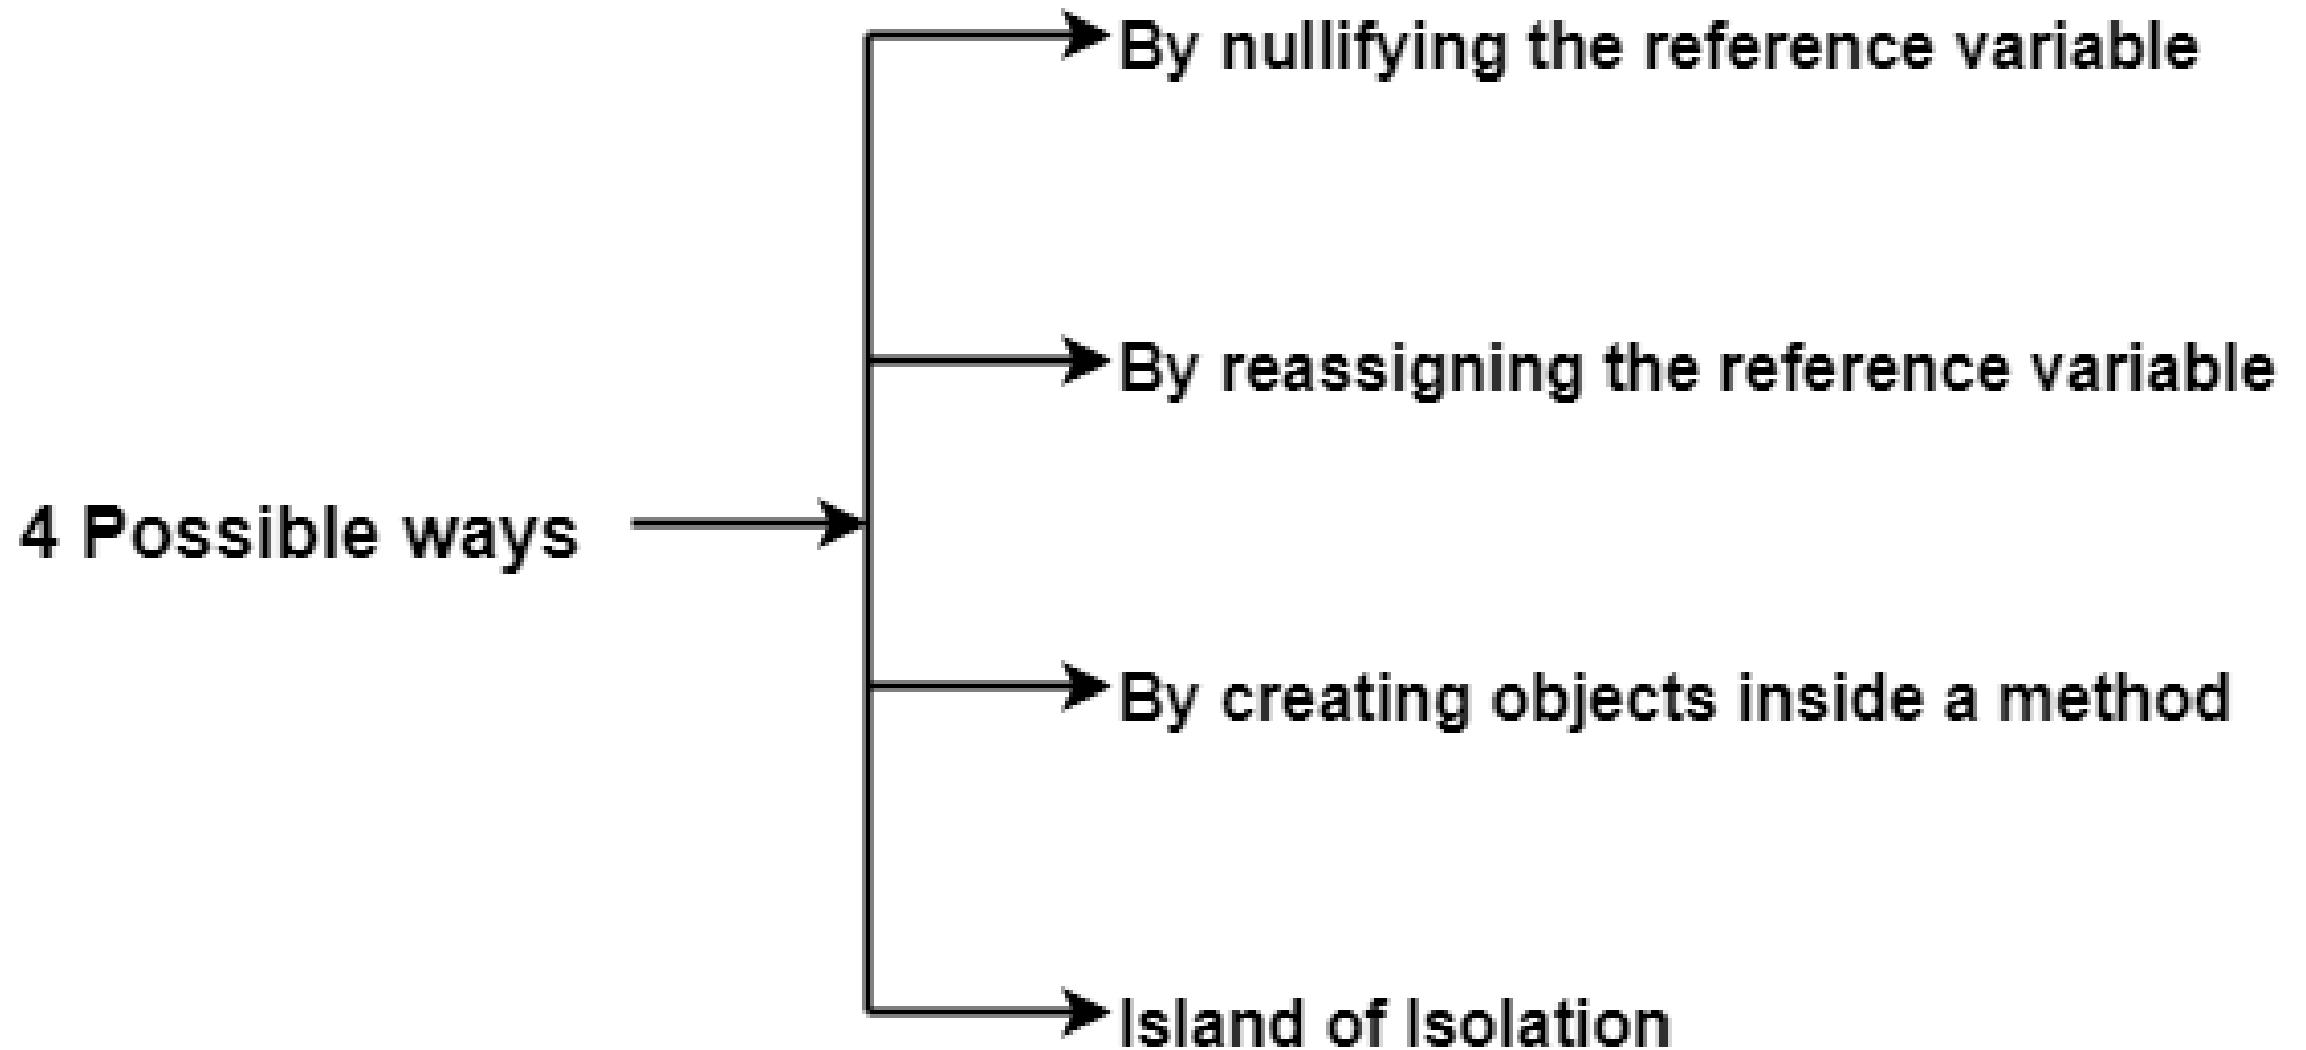 By nullifying the reference variable
By reassigning the reference variable
4 Possible ways
By creating objects inside a method
Island of Isolation